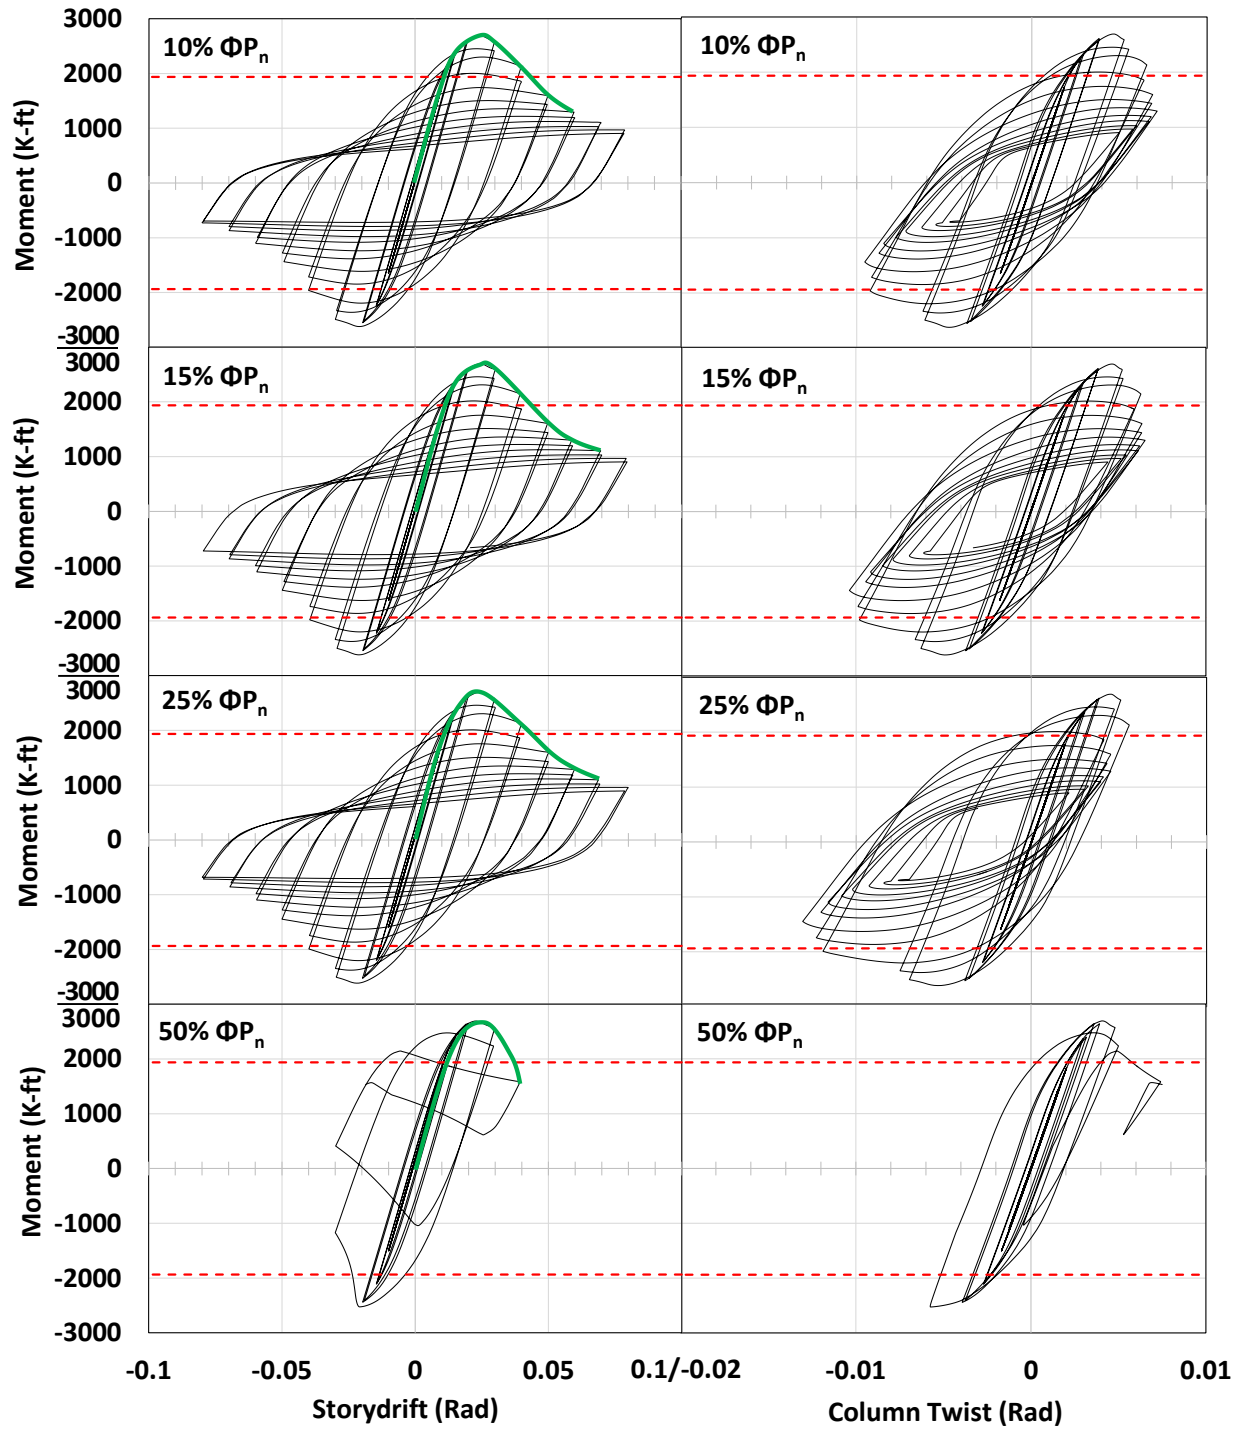 3000
2000
1000
0
-1000
-2000
-3000
Moment (K-ft)
10% ΦPn
10% ΦPn
3000
2000
1000
0
-1000
-2000
-3000
Moment (K-ft)
15% ΦPn
15% ΦPn
3000
2000
1000
0
-1000
-2000
-3000
Moment (K-ft)
25% ΦPn
25% ΦPn
3000
2000
1000
0
-1000
-2000
-3000
Moment (K-ft)
50% ΦPn
50% ΦPn
-0.1 -0.05 0 0.05 0.1/-0.02 -0.01 0 0.01
Storydrift (Rad) Column Twist (Rad)